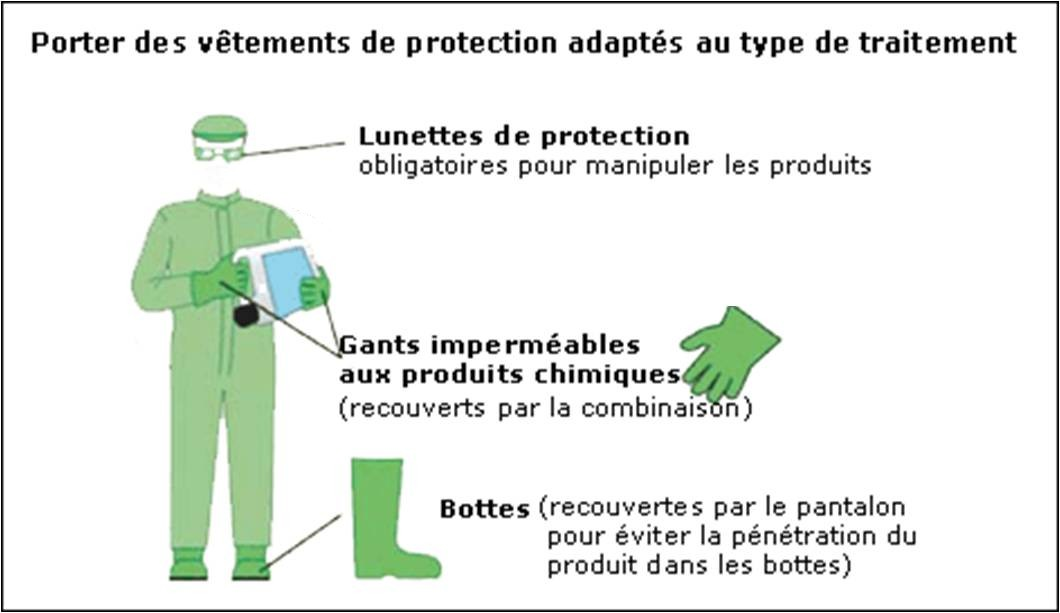 Porter des vêtements de protection adaptés au type de traitement
Lunettes de protection
obligatoires pour manipuler les produits
Gants imperméables
aux produits chimiques
(recouverts par la combinaison)
Bottes (recouvertes par le pantalon
pour éviter la pénétration du
produit dans les bottes)